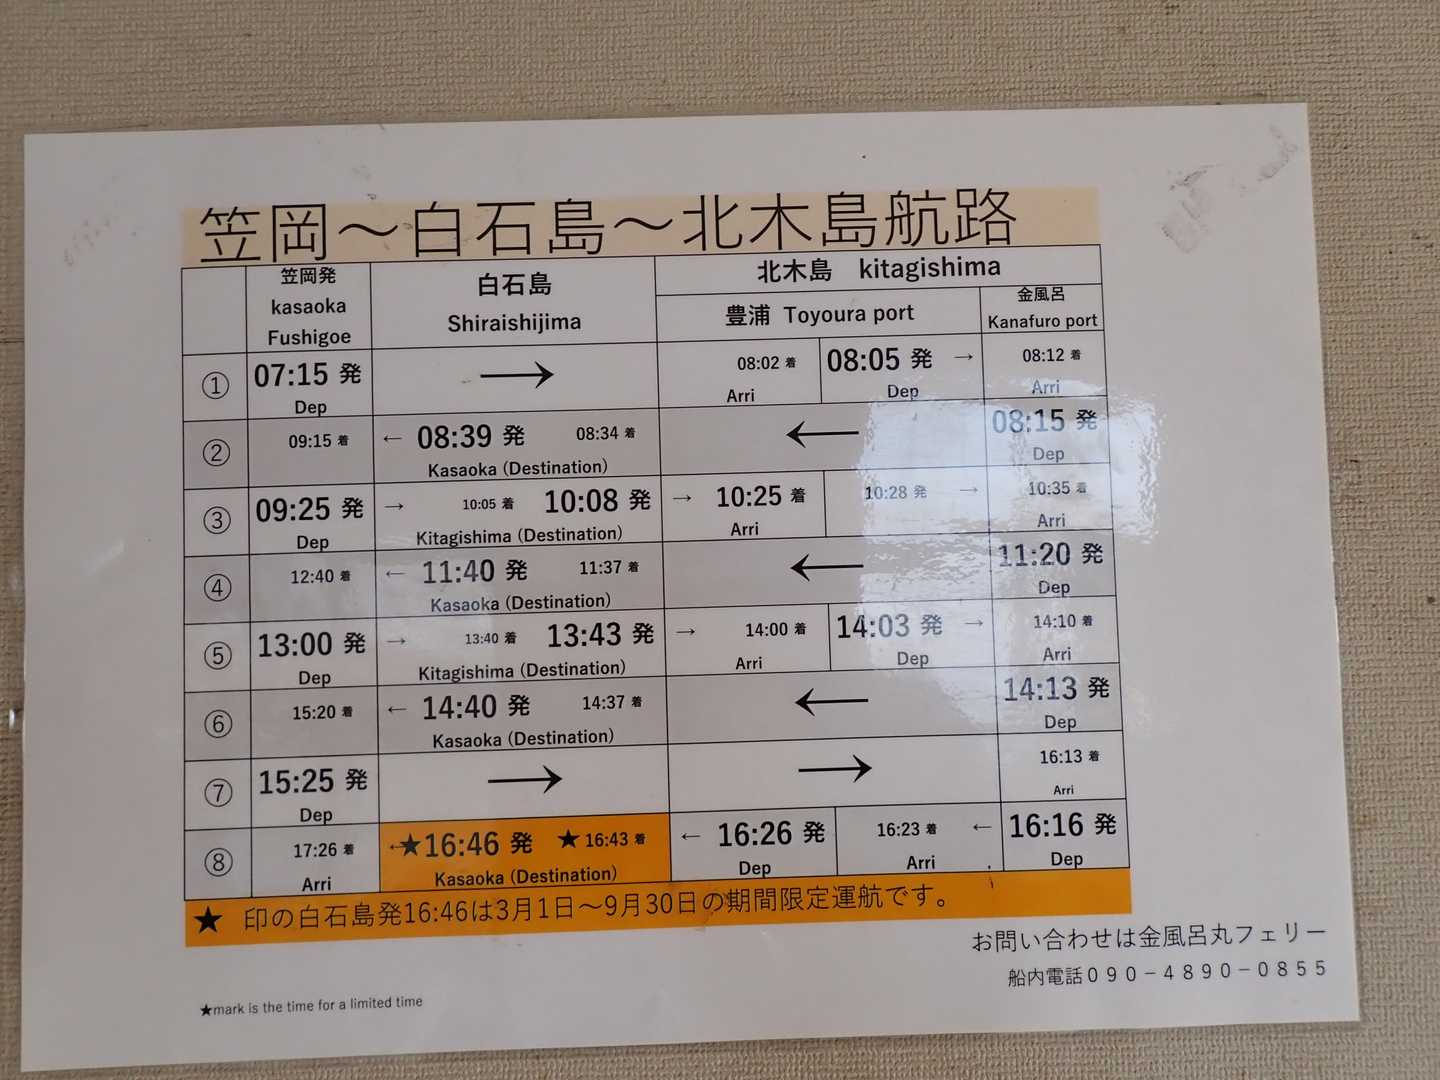 笠岡～白石島～北木島航路
笠岡発 kasaoka Fushigoe
白石島 Shiraishijima
北木島 kitagishima
豊浦 Toyoura port
金風呂 Kanafuro port
① 07:15 発 Dep → 08:02 着 Arri 08:05 発 Dep → 08:12 着 Arri
② 09:15 着 ← 08:39 発 08:34 着 Kasaoka (Destination) ← 08:15 発 Dep
③ 09:25 発 Dep → 10:05 着 10:08 発 Kitagishima (Destination) → 10:25 着 Arri 10:28 発 → 10:35 着 Arri
④ 12:40 着 ← 11:40 発 11:37 着 Kasaoka (Destination) ← 11:20 発 Dep
⑤ 13:00 発 Dep → 13:40 着 13:43 発 Kitagishima (Destination) → 14:00 着 Arri 14:03 発 Dep → 14:10 着 Arri
⑥ 15:20 着 ← 14:40 発 14:37 着 Kasaoka (Destination) ← 14:13 発 Dep
⑦ 15:25 発 Dep → → 16:13 着 Arri
⑧ 17:26 着 Arri ←★16:46 発 ★16:43 着 Kasaoka (Destination) ← 16:26 発 Dep 16:23 着 Arri ← 16:16 発 Dep
★ 印の白石島発16:46は3月1日～9月30日の期間限定運航です。
お問い合わせは金風呂丸フェリー
船内電話０９０－４８９０－０８５５
★mark is the time for a limited time